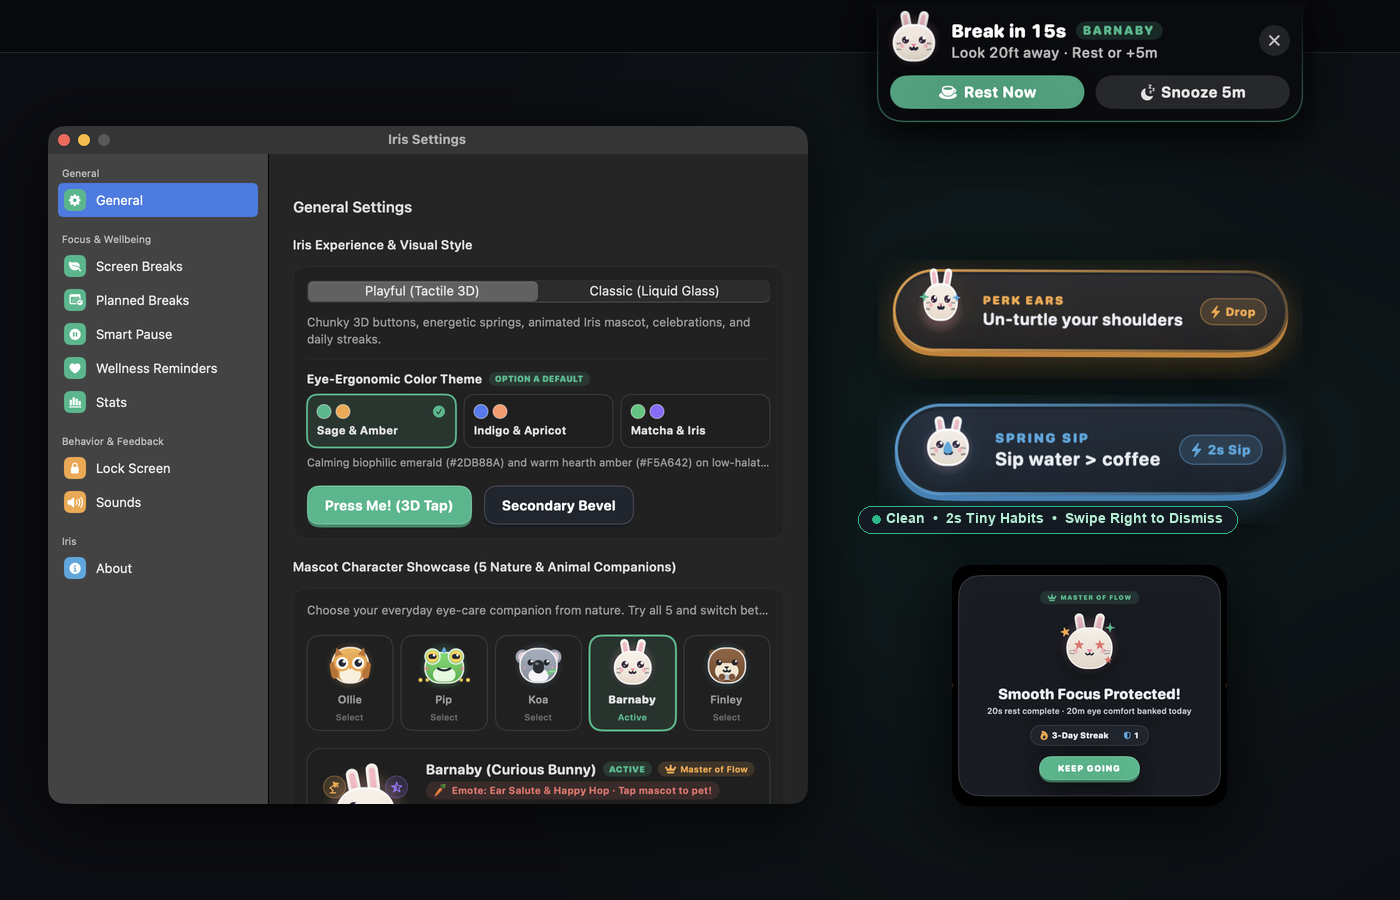 Break in 15s BARNABY
Look 20ft away · Rest or +5m
Rest Now
Snooze 5m
Iris Settings
General
General
Focus & Wellbeing
Screen Breaks
Planned Breaks
Smart Pause
Wellness Reminders
Stats
Behavior & Feedback
Lock Screen
Sounds
Iris
About
General Settings
Iris Experience & Visual Style
Playful (Tactile 3D)
Classic (Liquid Glass)
Chunky 3D buttons, energetic springs, animated Iris mascot, celebrations, and
daily streaks.
Eye-Ergonomic Color Theme OPTION A DEFAULT
Sage & Amber
Indigo & Apricot
Matcha & Iris
Calming biophilic emerald (#2DB88A) and warm hearth amber (#F5A642) on low-halat...
Press Me! (3D Tap)
Secondary Bevel
Mascot Character Showcase (5 Nature & Animal Companions)
Choose your everyday eye-care companion from nature. Try all 5 and switch bet...
Ollie
Select
Pip
Select
Koa
Select
Barnaby
Active
Finley
Select
Barnaby (Curious Bunny) ACTIVE Master of Flow
Emote: Ear Salute & Happy Hop · Tap mascot to pet!
PERK EARS
Un-turtle your shoulders
Drop
SPRING SIP
Sip water > coffee
2s Sip
Clean • 2s Tiny Habits • Swipe Right to Dismiss
MASTER OF FLOW
Smooth Focus Protected!
20s rest complete · 20m eye comfort banked today
3-Day Streak 1
KEEP GOING